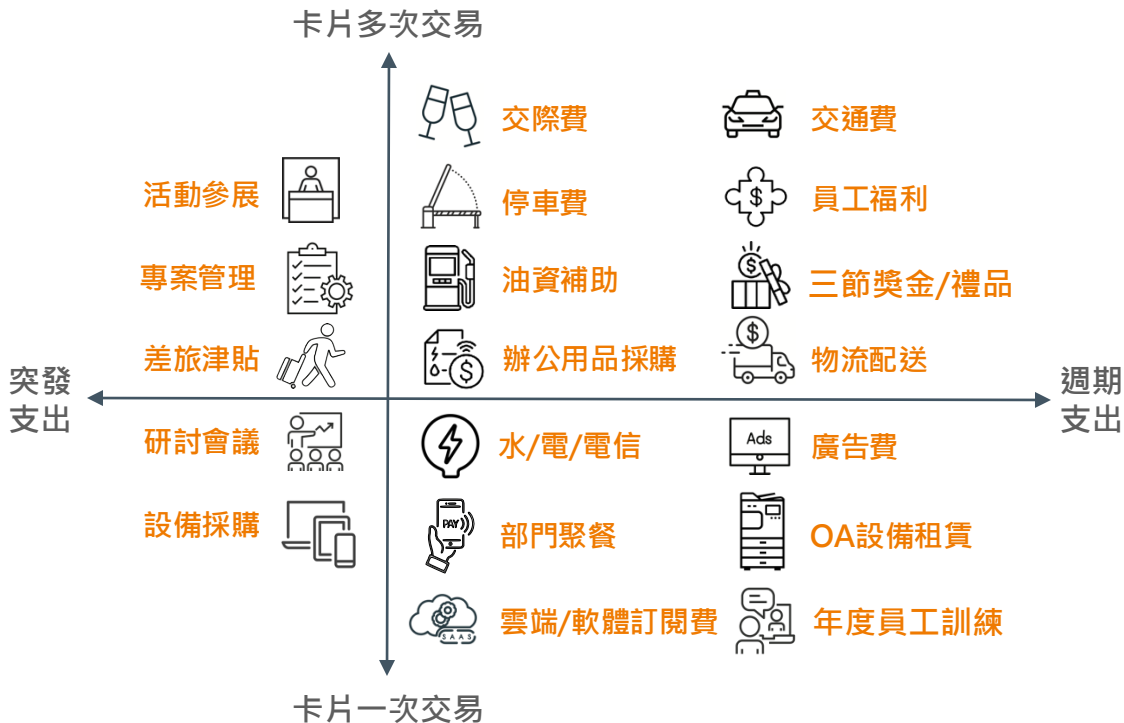 卡片多次交易
交際費
交通費
活動參展
停車費
員工福利
專案管理
油資補助
三節獎金/禮品
差旅津貼
辦公用品採購
物流配送
突發
支出
週期
支出
研討會議
水/電/電信
Ads
廣告費
設備採購
PAY
部門聚餐
OA設備租賃
SAAS
雲端/軟體訂閱費
年度員工訓練
卡片一次交易